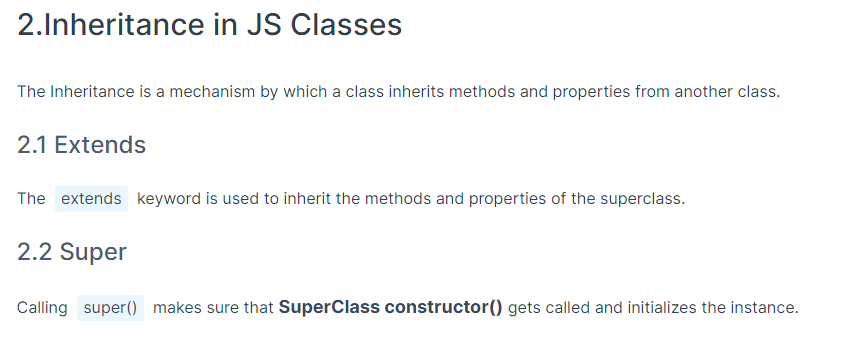 2.Inheritance in JS Classes
The Inheritance is a mechanism by which a class inherits methods and properties from another class.
2.1 Extends
The extends keyword is used to inherit the methods and properties of the superclass.
2.2 Super
Calling super() makes sure that SuperClass constructor() gets called and initializes the instance.